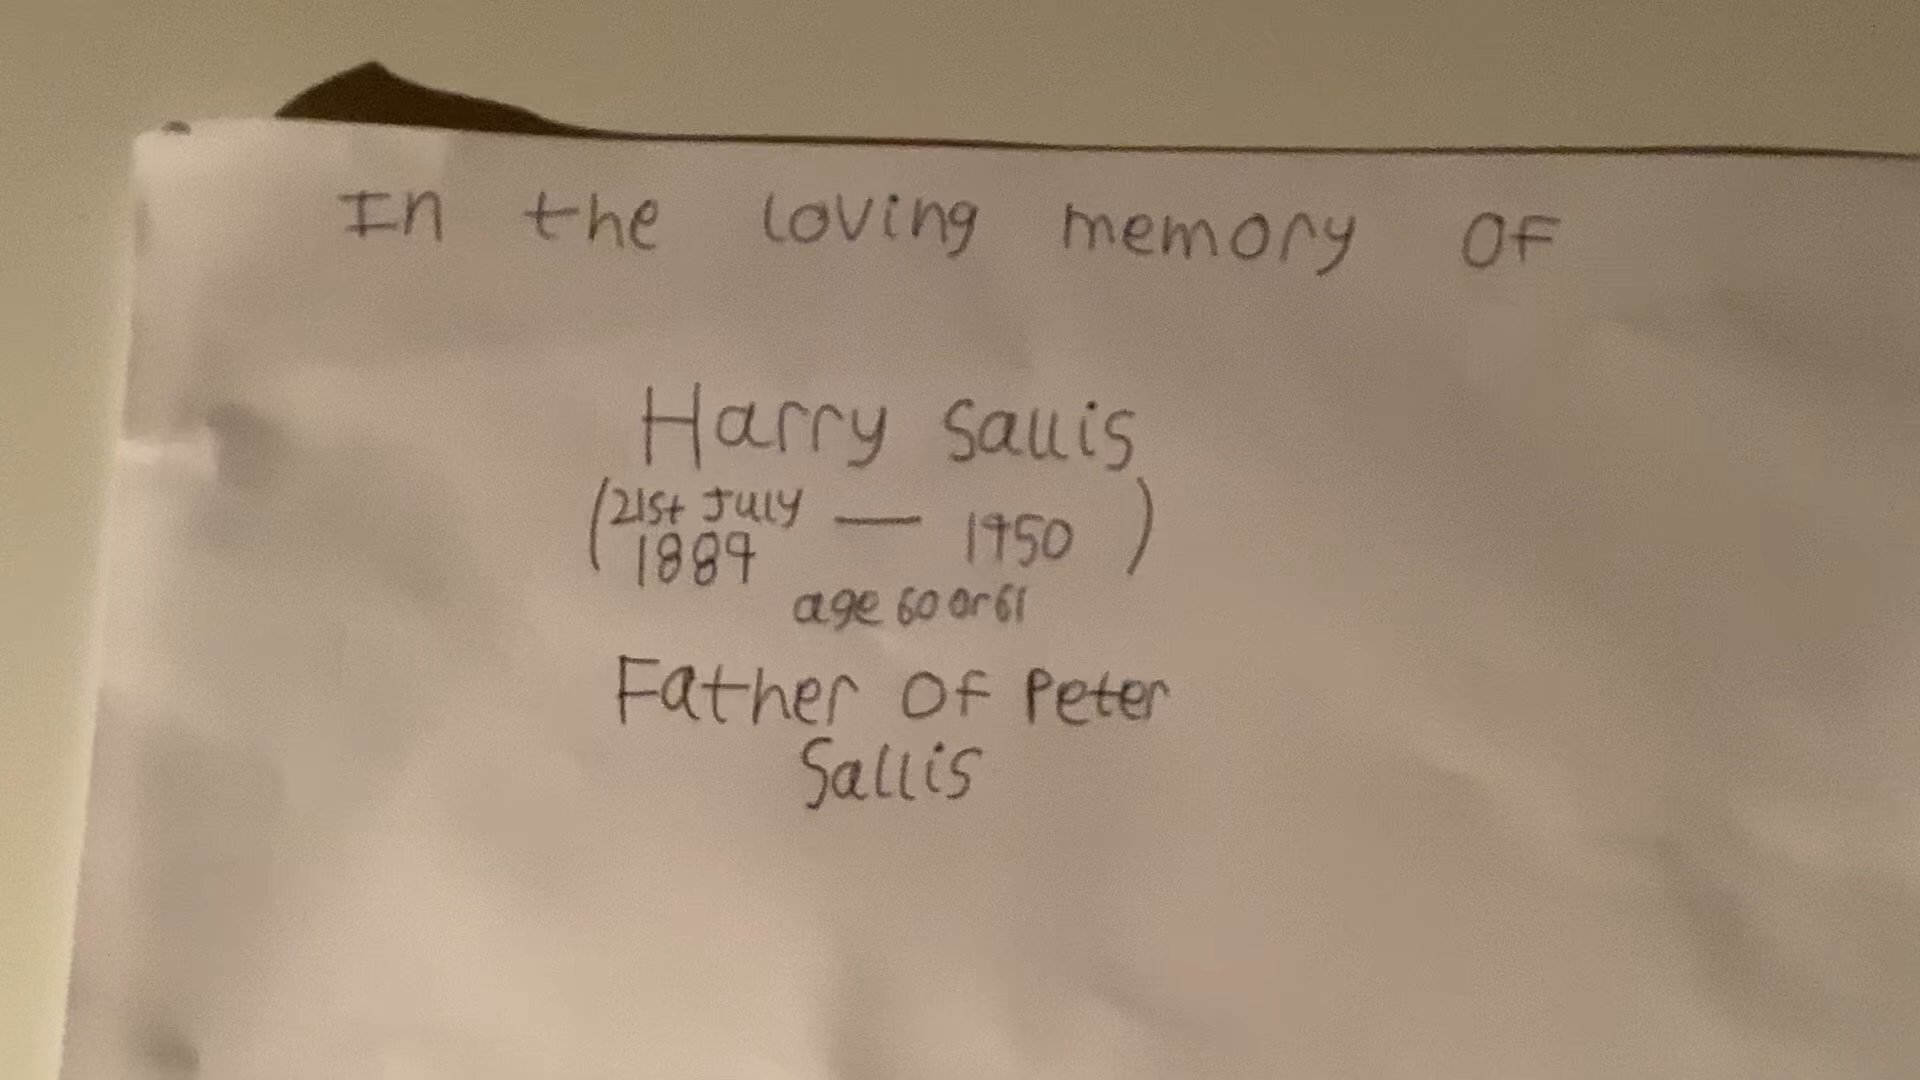 In the loving memory of
Harry Sallis
(21st July 1889 — 1950)
age 60 or 61
Father of Peter
Sallis